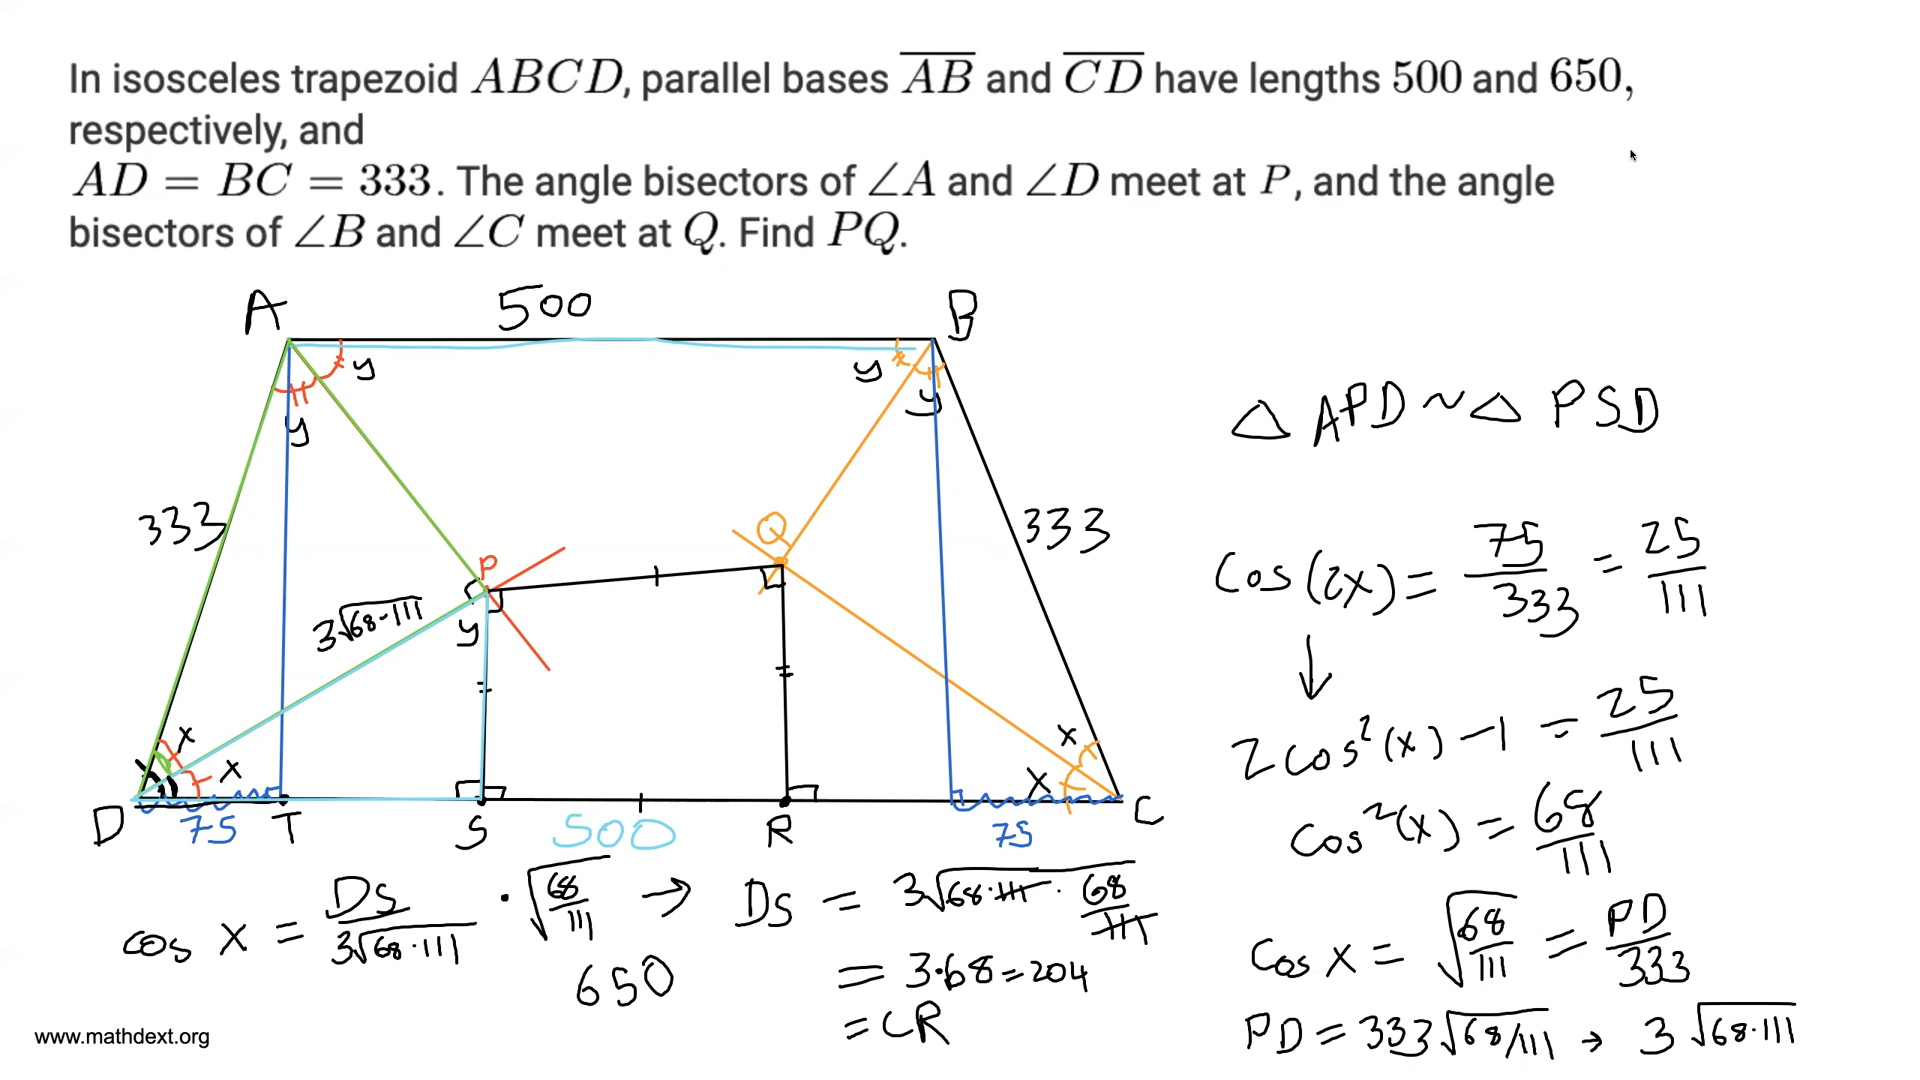 In isosceles trapezoid ABCD, parallel bases AB and CD have lengths 500 and 650,
respectively, and
AD = BC = 333. The angle bisectors of ∠A and ∠D meet at P, and the angle
bisectors of ∠B and ∠C meet at Q. Find PQ.
A 500 B
y y
y y
△ APD ~ △ PSD
333 333
Q
P
cos(2x) = 75/333 = 25/111
3√68·111
y
↓
2cos²(x) - 1 = 25/111
x x
x x
D 75 T S 500 R 75 C
cos²(x) = 68/111
cos x = DS/3√68·111 · √68/111 → DS = 3√68·111 · 68/111
cos x = √68/111 = PD/333
650
= 3·68 = 204
= CR
PD = 333√68/111 → 3√68·111
www.mathdext.org